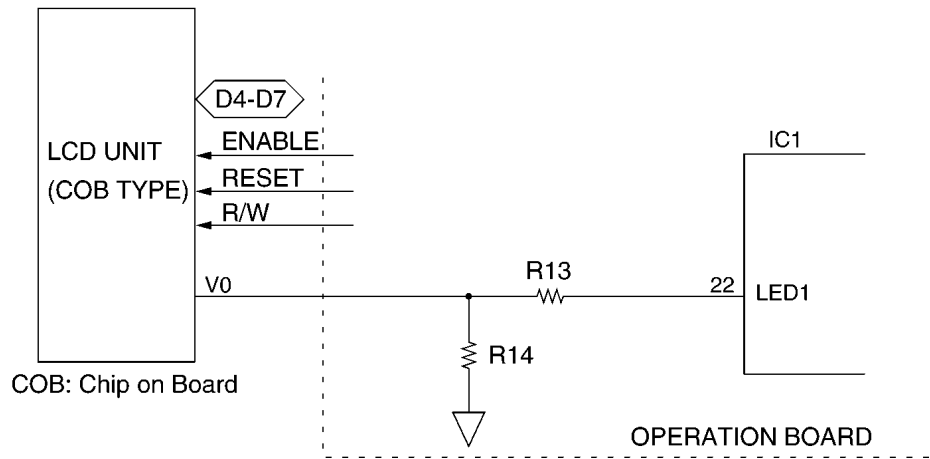 D4-D7
LCD UNIT
(COB TYPE)
ENABLE
RESET
R/W
IC1
V0
R13
22
LED1
R14
COB: Chip on Board
OPERATION BOARD